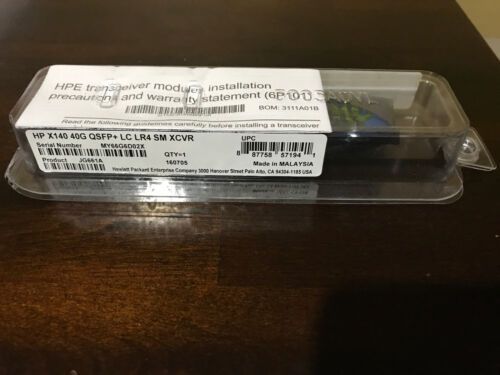 HPE transceiver modules installation
precautions and warranty statement (6P101)
BOM: 3111A01B
Read the following guidelines carefully before installing a transceiver
HP X140 40G QSFP+ LC LR4 SM XCVR
UPC
Serial Number MY66G6D02X
QTY=1
8 87758 57194 1
Product JG661A
160705
Made in MALAYSIA
Hewlett Packard Enterprise Company 3000 Hanover Street Palo Alto, CA 94304-1185 USA